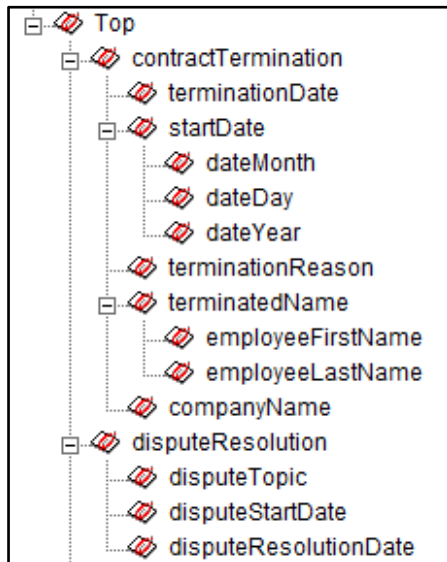 Top
contractTermination
terminationDate
startDate
dateMonth
dateDay
dateYear
terminationReason
terminatedName
employeeFirstName
employeeLastName
companyName
disputeResolution
disputeTopic
disputeStartDate
disputeResolutionDate